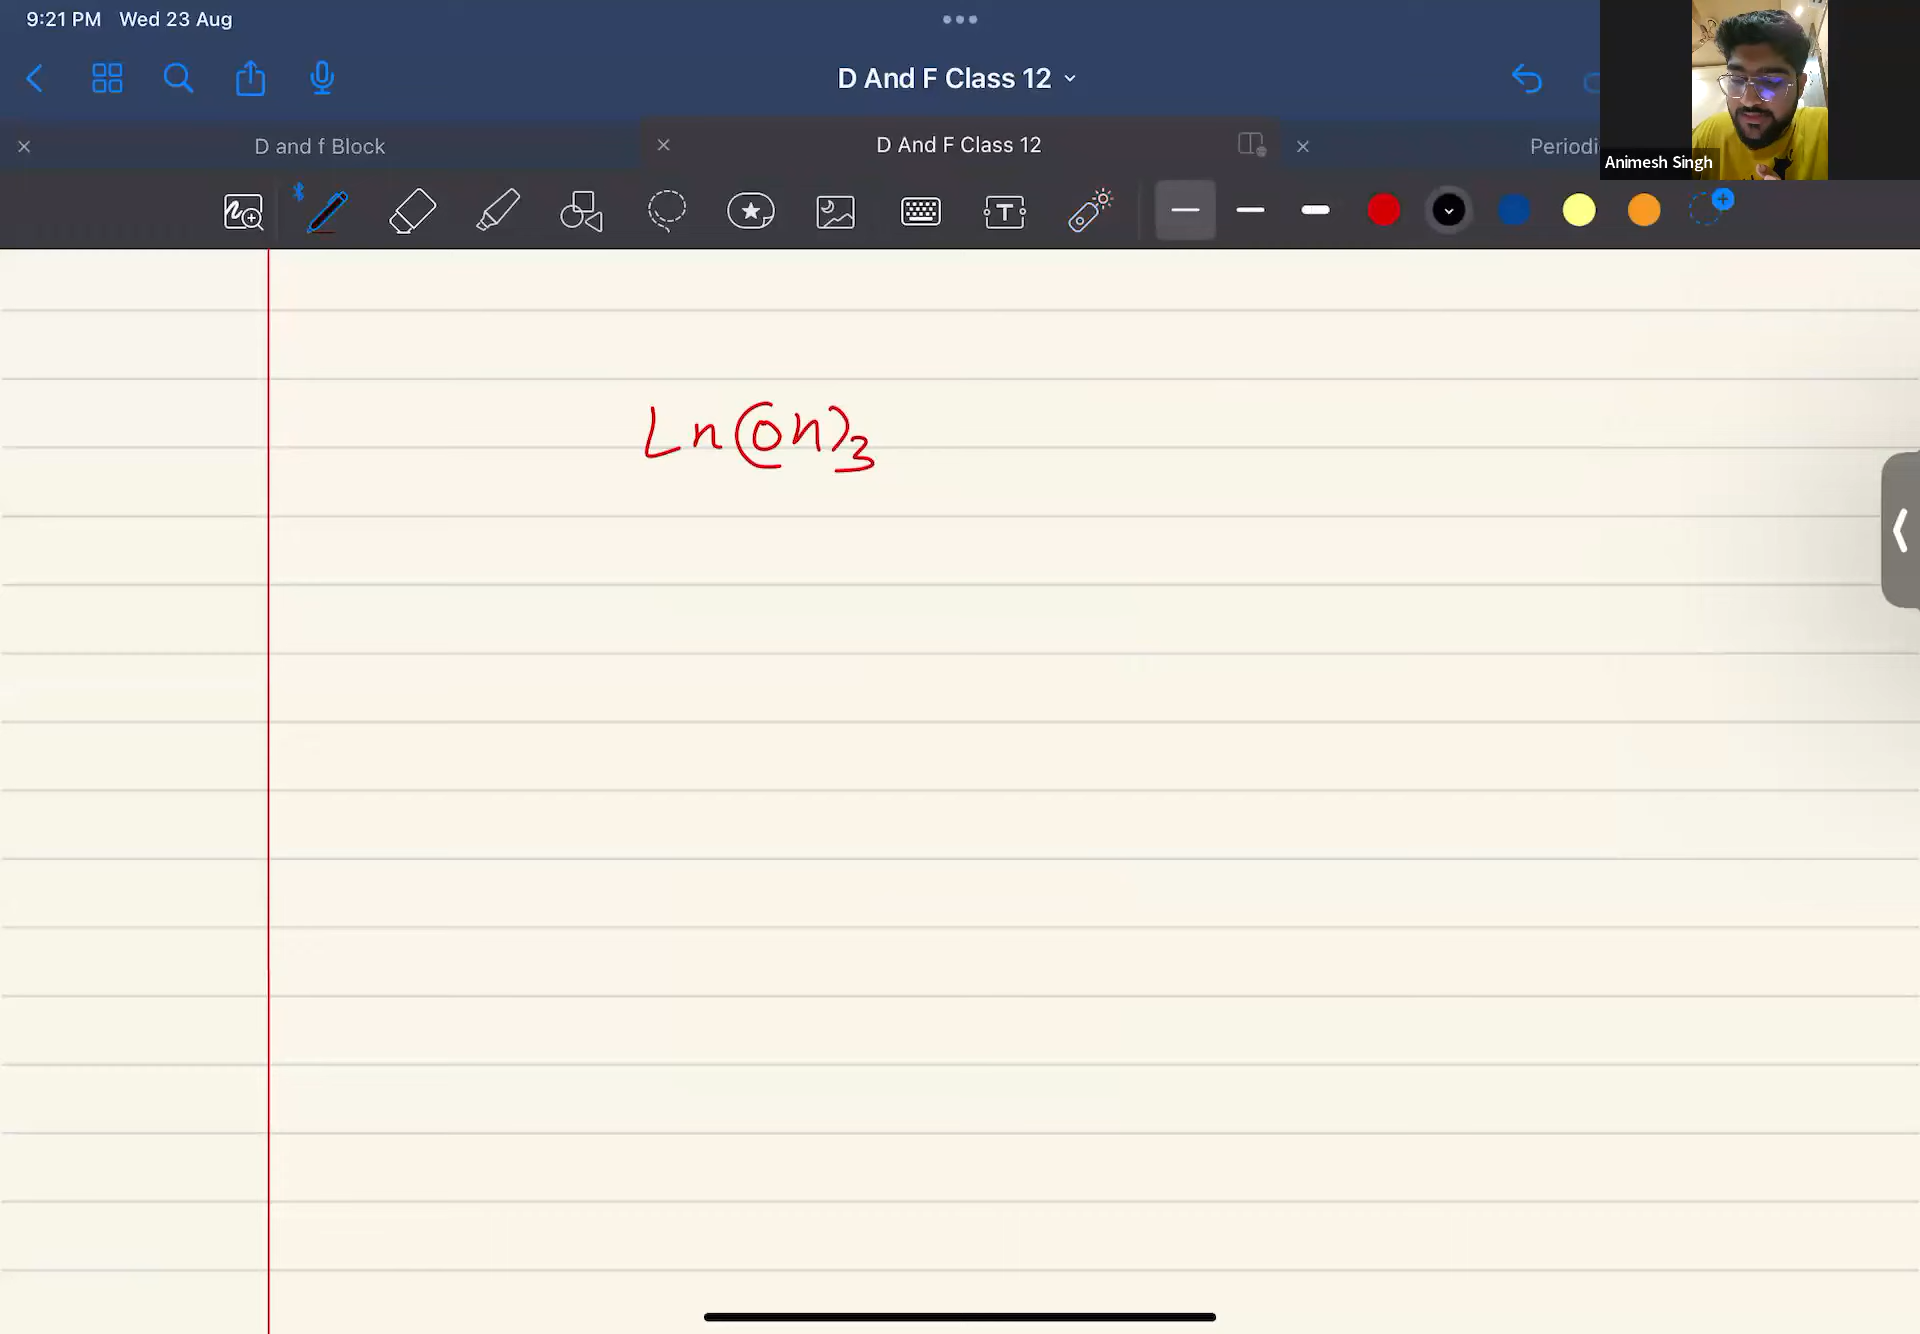 9:21 PM Wed 23 Aug
D And F Class 12
D and f Block
D And F Class 12
Periodi
Animesh Singh
Ln(OH)3